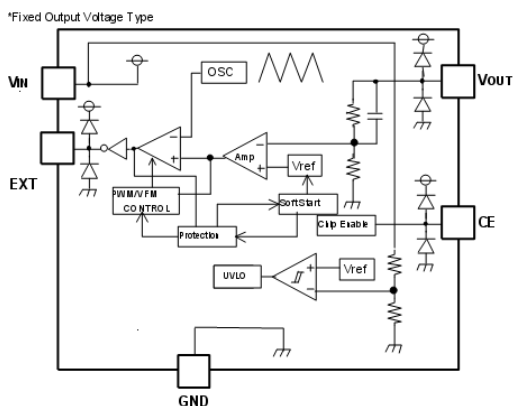 *Fixed Output Voltage Type
VIN
OSC
VOUT
EXT
Amp
Vref
PWM/VFM
CONTROL
SoftStart
Protection
Chip Enable
CE
UVLO
Vref
GND